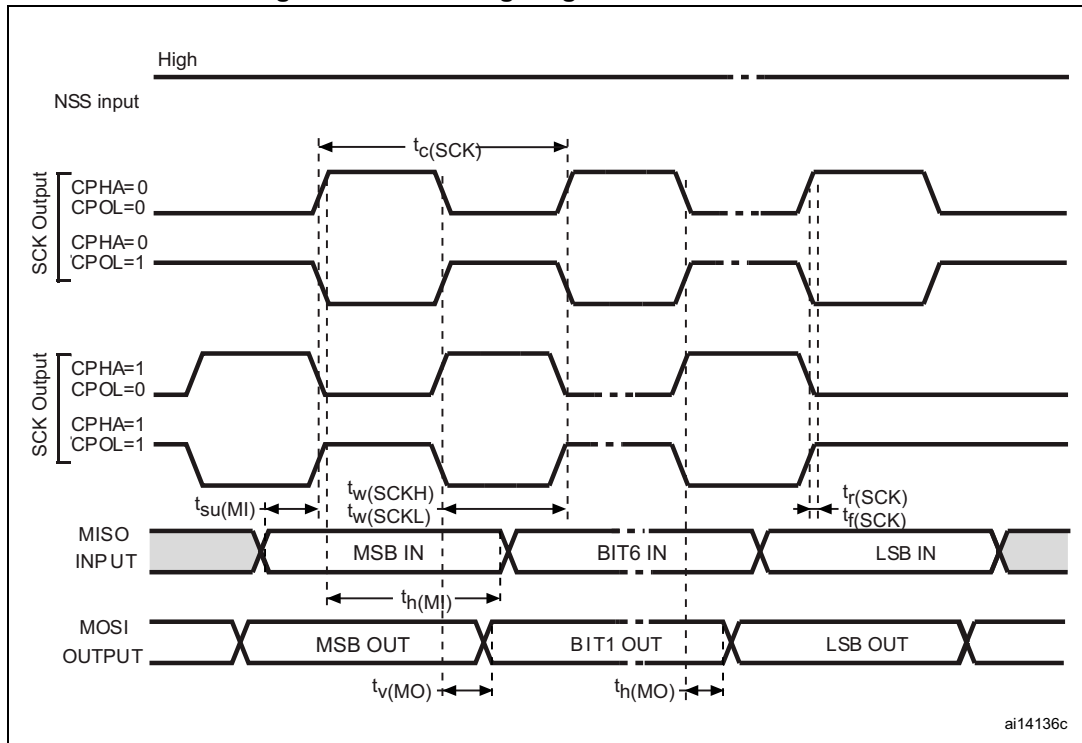 High
NSS input
tc(SCK)
SCK Output
CPHA=0
CPOL=0
CPHA=0
CPOL=1
SCK Output
CPHA=1
CPOL=0
CPHA=1
CPOL=1
tsu(MI)
tw(SCKH)
tw(SCKL)
tr(SCK)
tf(SCK)
MISO
INPUT
MSB IN
BIT6 IN
LSB IN
th(MI)
MOSI
OUTPUT
MSB OUT
BIT1 OUT
LSB OUT
tv(MO)
th(MO)
ai14136c